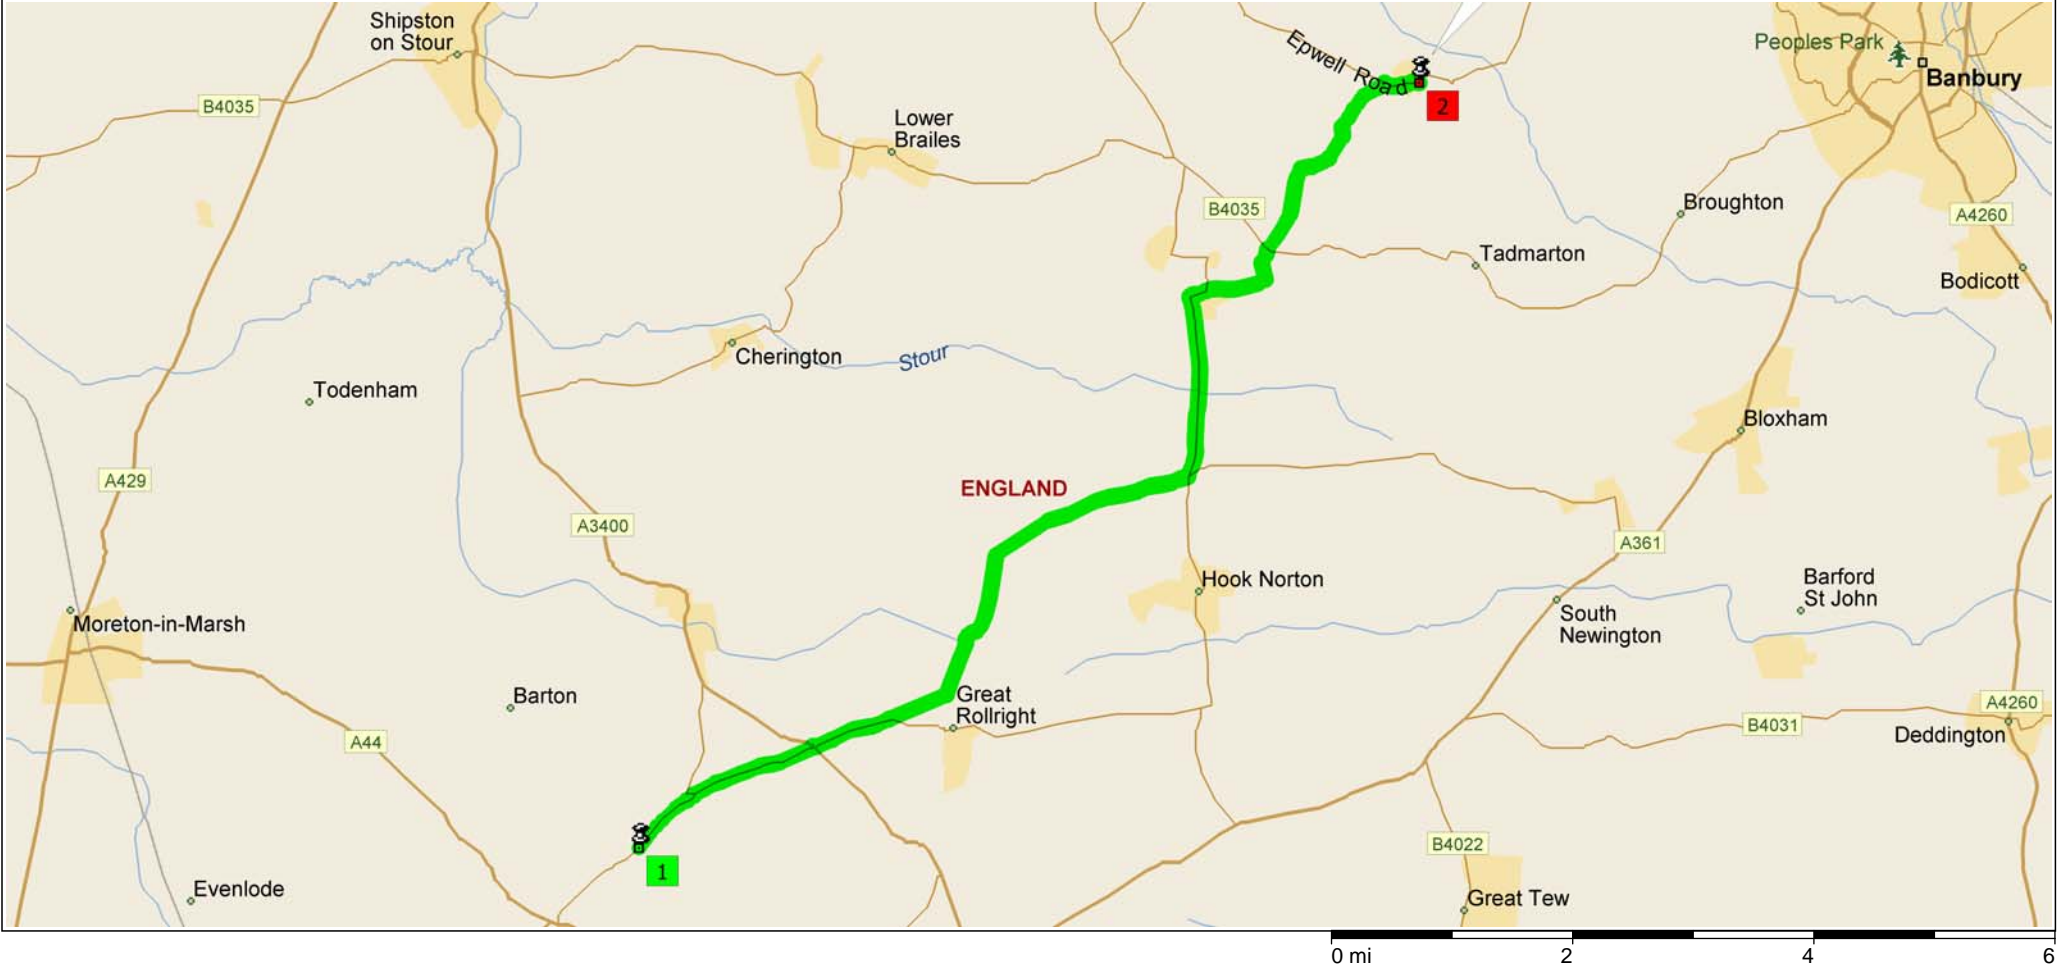 Shipston
on Stour
Epwell Road
Peoples Park
Banbury
B4035
2
Lower
Brailes
B4035
Broughton
A4260
Tadmarton
Bodicott
Cherington
Stour
Todenham
Bloxham
A429
ENGLAND
A3400
A361
Hook Norton
Barford
St John
Moreton-in-Marsh
South
Newington
Barton
Great
Rollright
A4260
B4031
Deddington
A44
B4022
1
Evenlode
Great Tew
0 mi 2 4 6